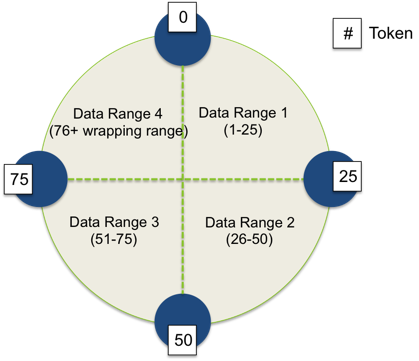 0
# Token
Data Range 4
(76+ wrapping range)
Data Range 1
(1-25)
75
25
Data Range 3
(51-75)
Data Range 2
(26-50)
50